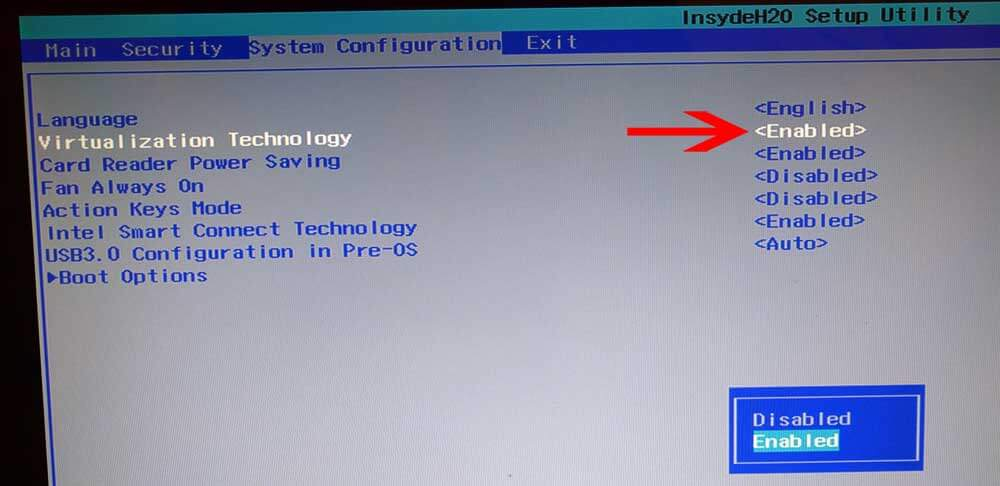 InsydeH20 Setup Utility
Main Security System Configuration Exit
Language <English>
Virtualization Technology <Enabled>
Card Reader Power Saving <Enabled>
Fan Always On <Disabled>
Action Keys Mode <Disabled>
Intel Smart Connect Technology <Enabled>
USB3.0 Configuration in Pre-OS <Auto>
▶Boot Options
Disabled
Enabled